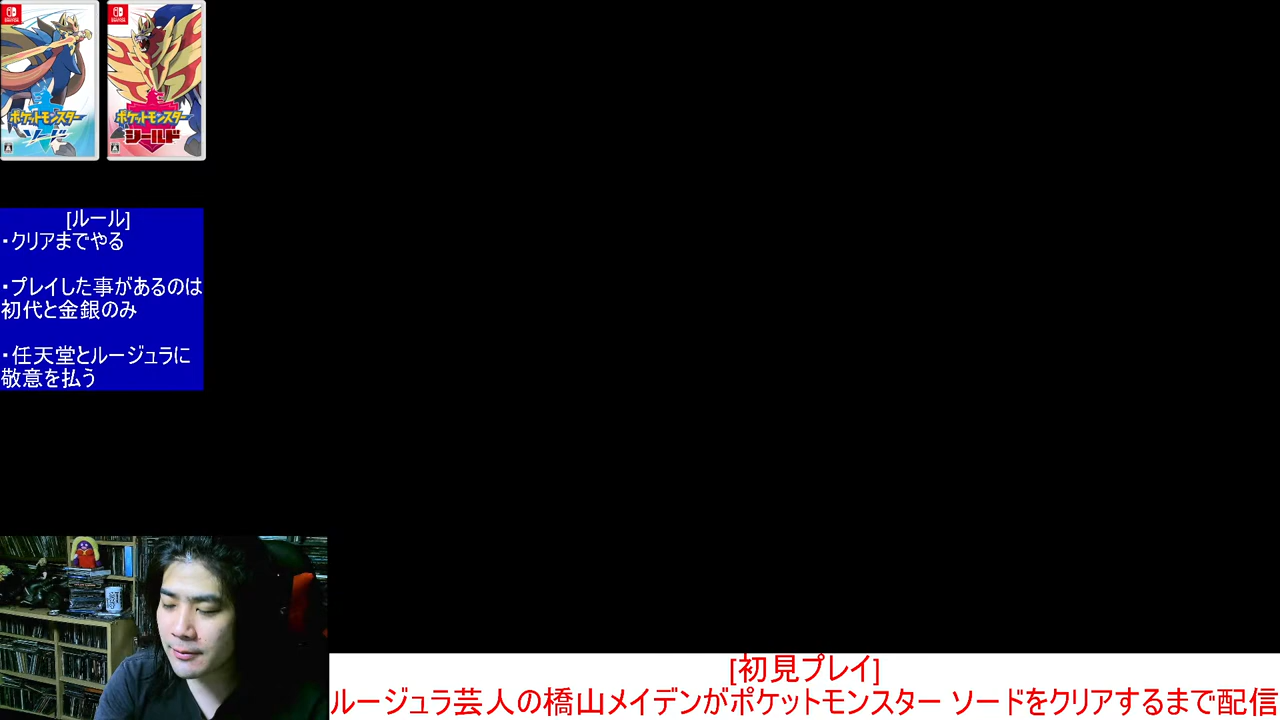 ポケットモンスター
ソード
ポケットモンスター
シールド
[ルール]
・クリアまでやる
・プレイした事があるのは
初代と金銀のみ
・任天堂とルージュラに
敬意を払う
[初見プレイ]
ルージュラ芸人の橋山メイデンがポケットモンスター ソードをクリアするまで配信